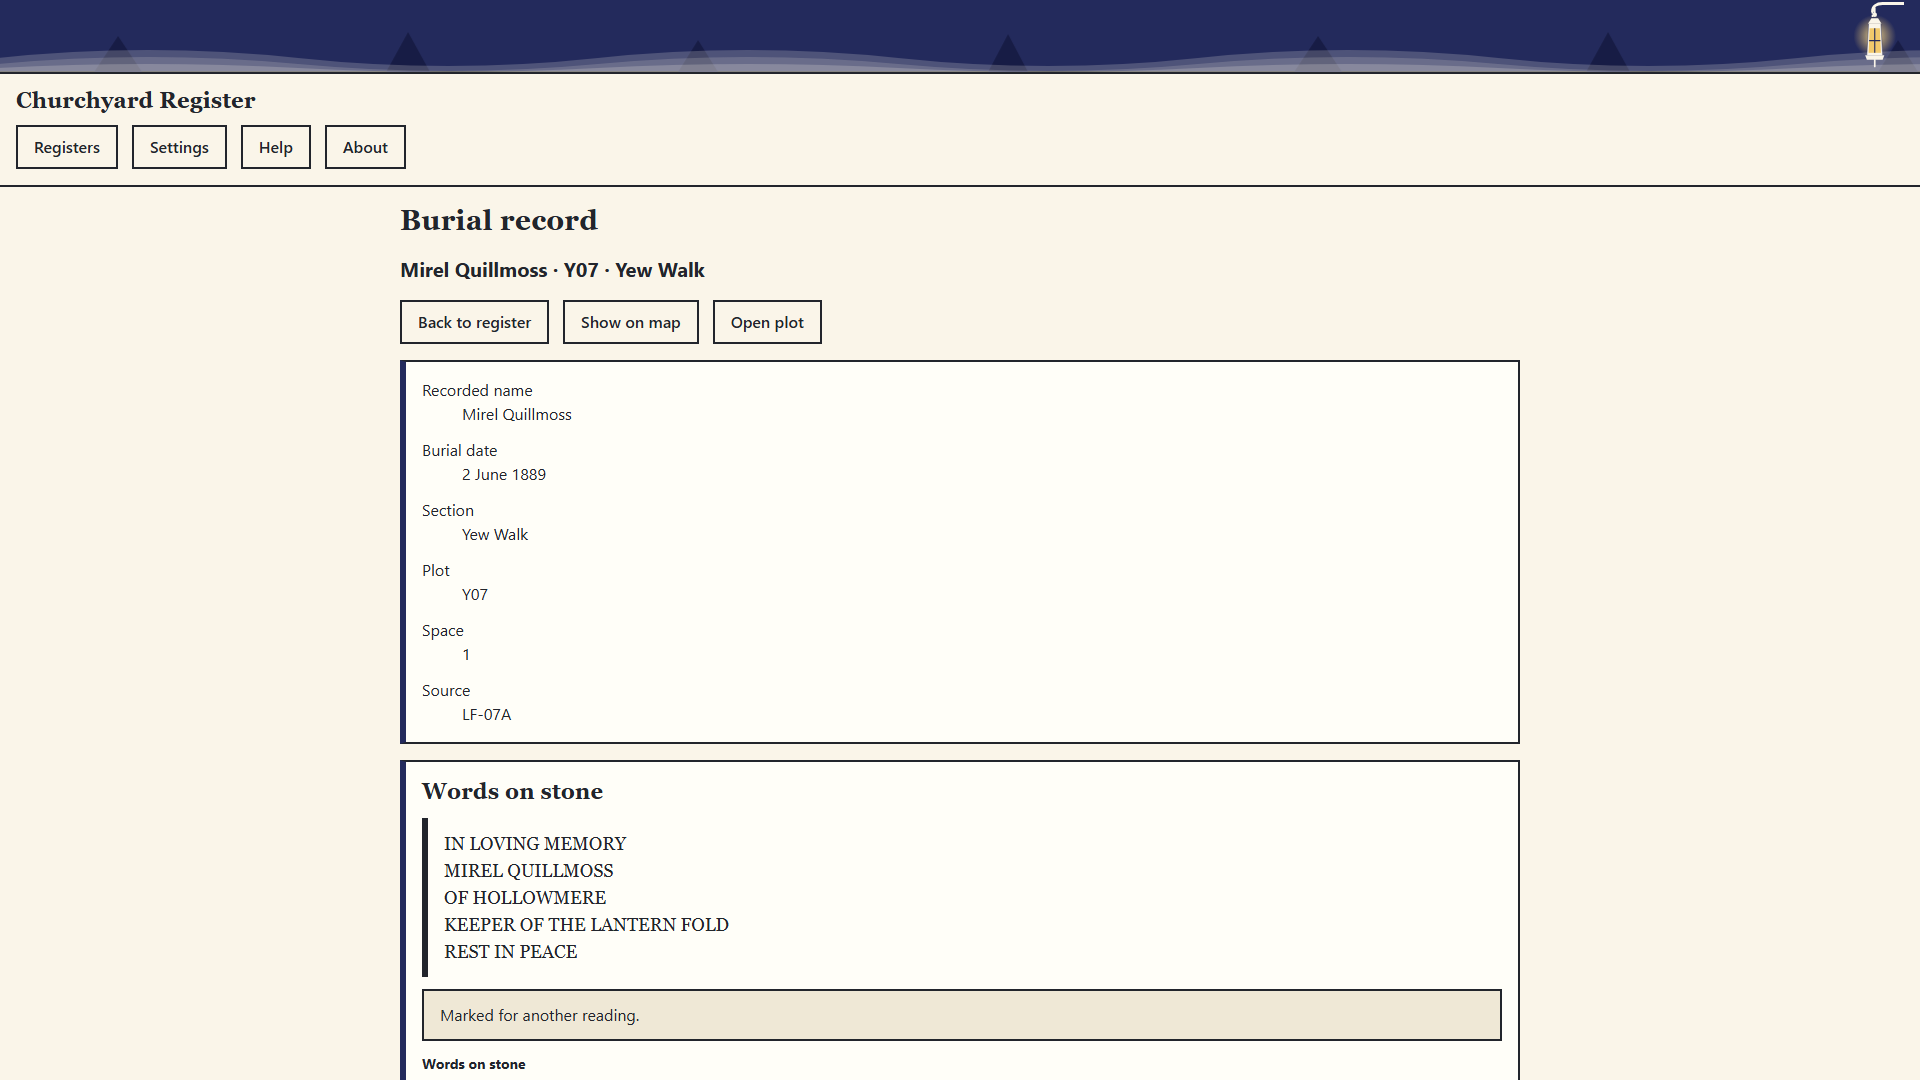 Churchyard Register
Registers
Settings
Help
About
Burial record
Mirel Quillmoss · Y07 · Yew Walk
Back to register
Show on map
Open plot
Recorded name
Mirel Quillmoss
Burial date
2 June 1889
Section
Yew Walk
Plot
Y07
Space
1
Source
LF-07A
Words on stone
IN LOVING MEMORY
MIREL QUILLMOSS
OF HOLLOWMERE
KEEPER OF THE LANTERN FOLD
REST IN PEACE
Marked for another reading.
Words on stone